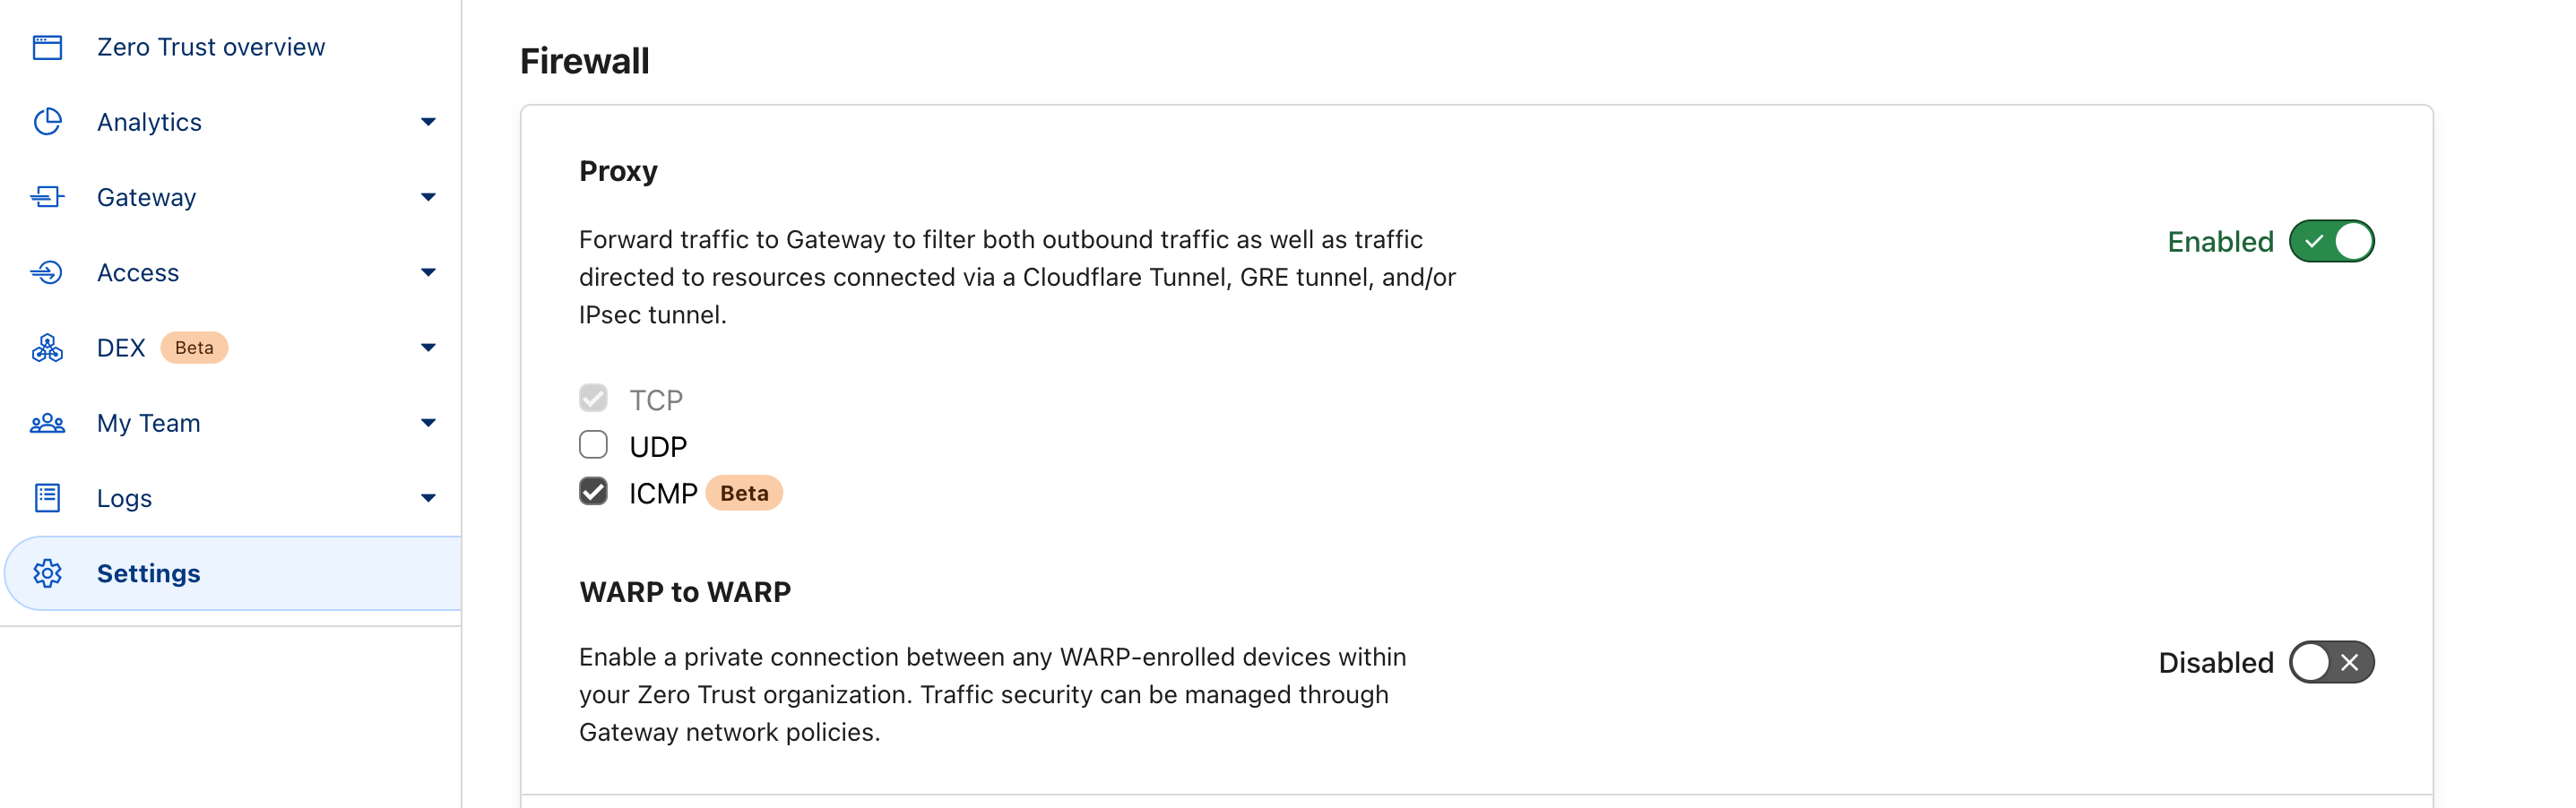 Zero Trust overview
Analytics
Gateway
Access
DEX Beta
My Team
Logs
Settings
Firewall
Proxy
Forward traffic to Gateway to filter both outbound traffic as well as traffic
directed to resources connected via a Cloudflare Tunnel, GRE tunnel, and/or
IPsec tunnel.
Enabled
TCP
UDP
ICMP Beta
WARP to WARP
Enable a private connection between any WARP-enrolled devices within
your Zero Trust organization. Traffic security can be managed through
Gateway network policies.
Disabled